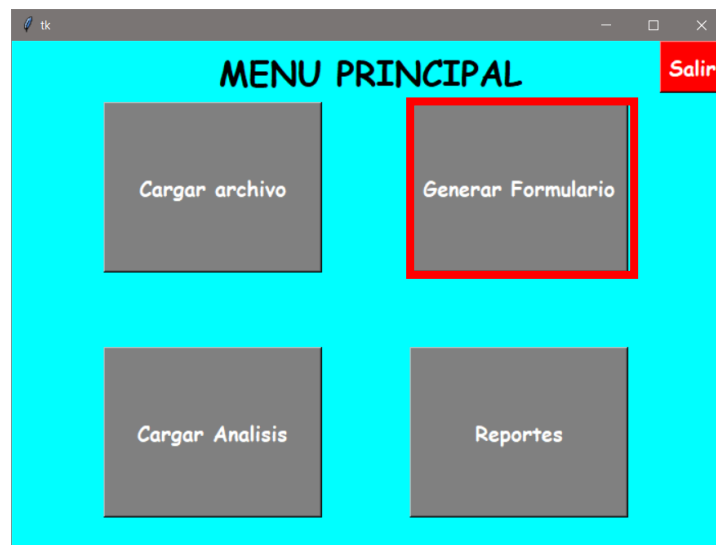 tk
MENU PRINCIPAL
Salir
Cargar archivo
Generar Formulario
Cargar Analisis
Reportes